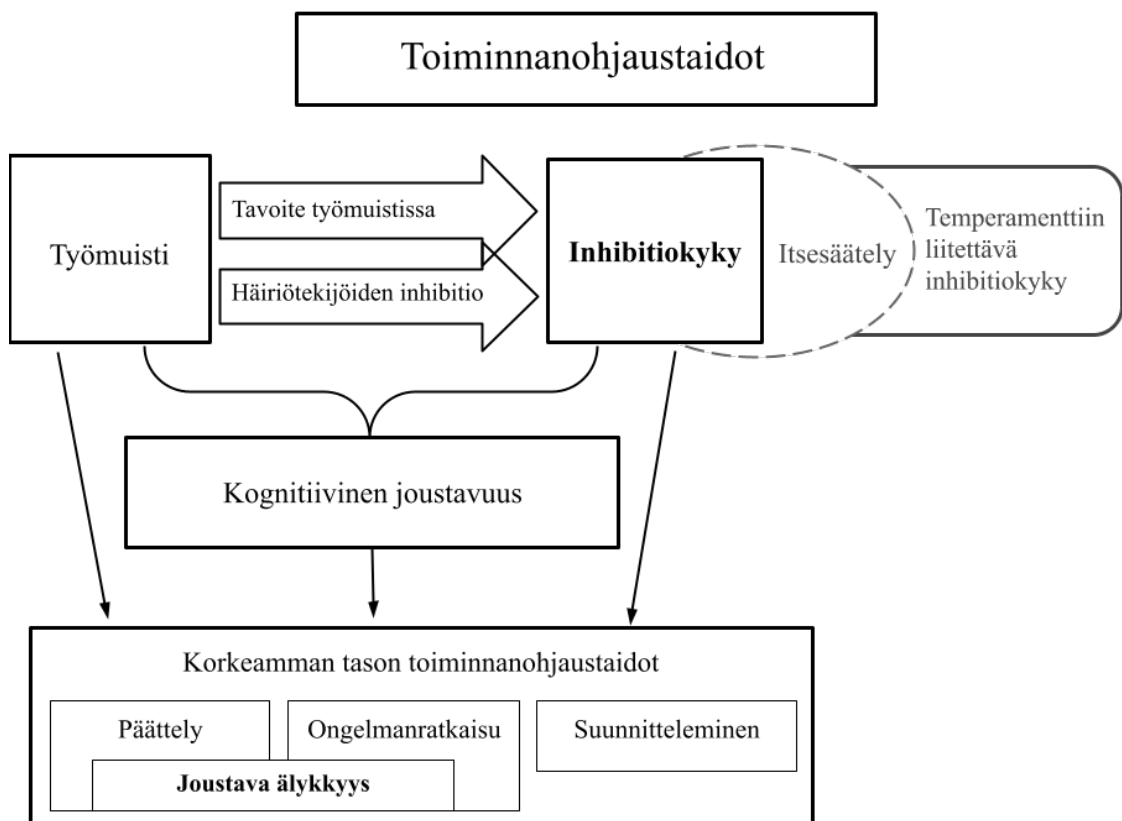 Toiminnanohjaustaidot
Työmuisti
Tavoite työmuistissa
Häiriötekijöiden inhibitio
Inhibitiokyky
Itsesäätely
Temperamenttiin
liitettävä
inhibitiokyky
Kognitiivinen joustavuus
Korkeamman tason toiminnanohjaustaidot
Päättely
Ongelmanratkaisu
Suunnitteleminen
Joustava älykkyys